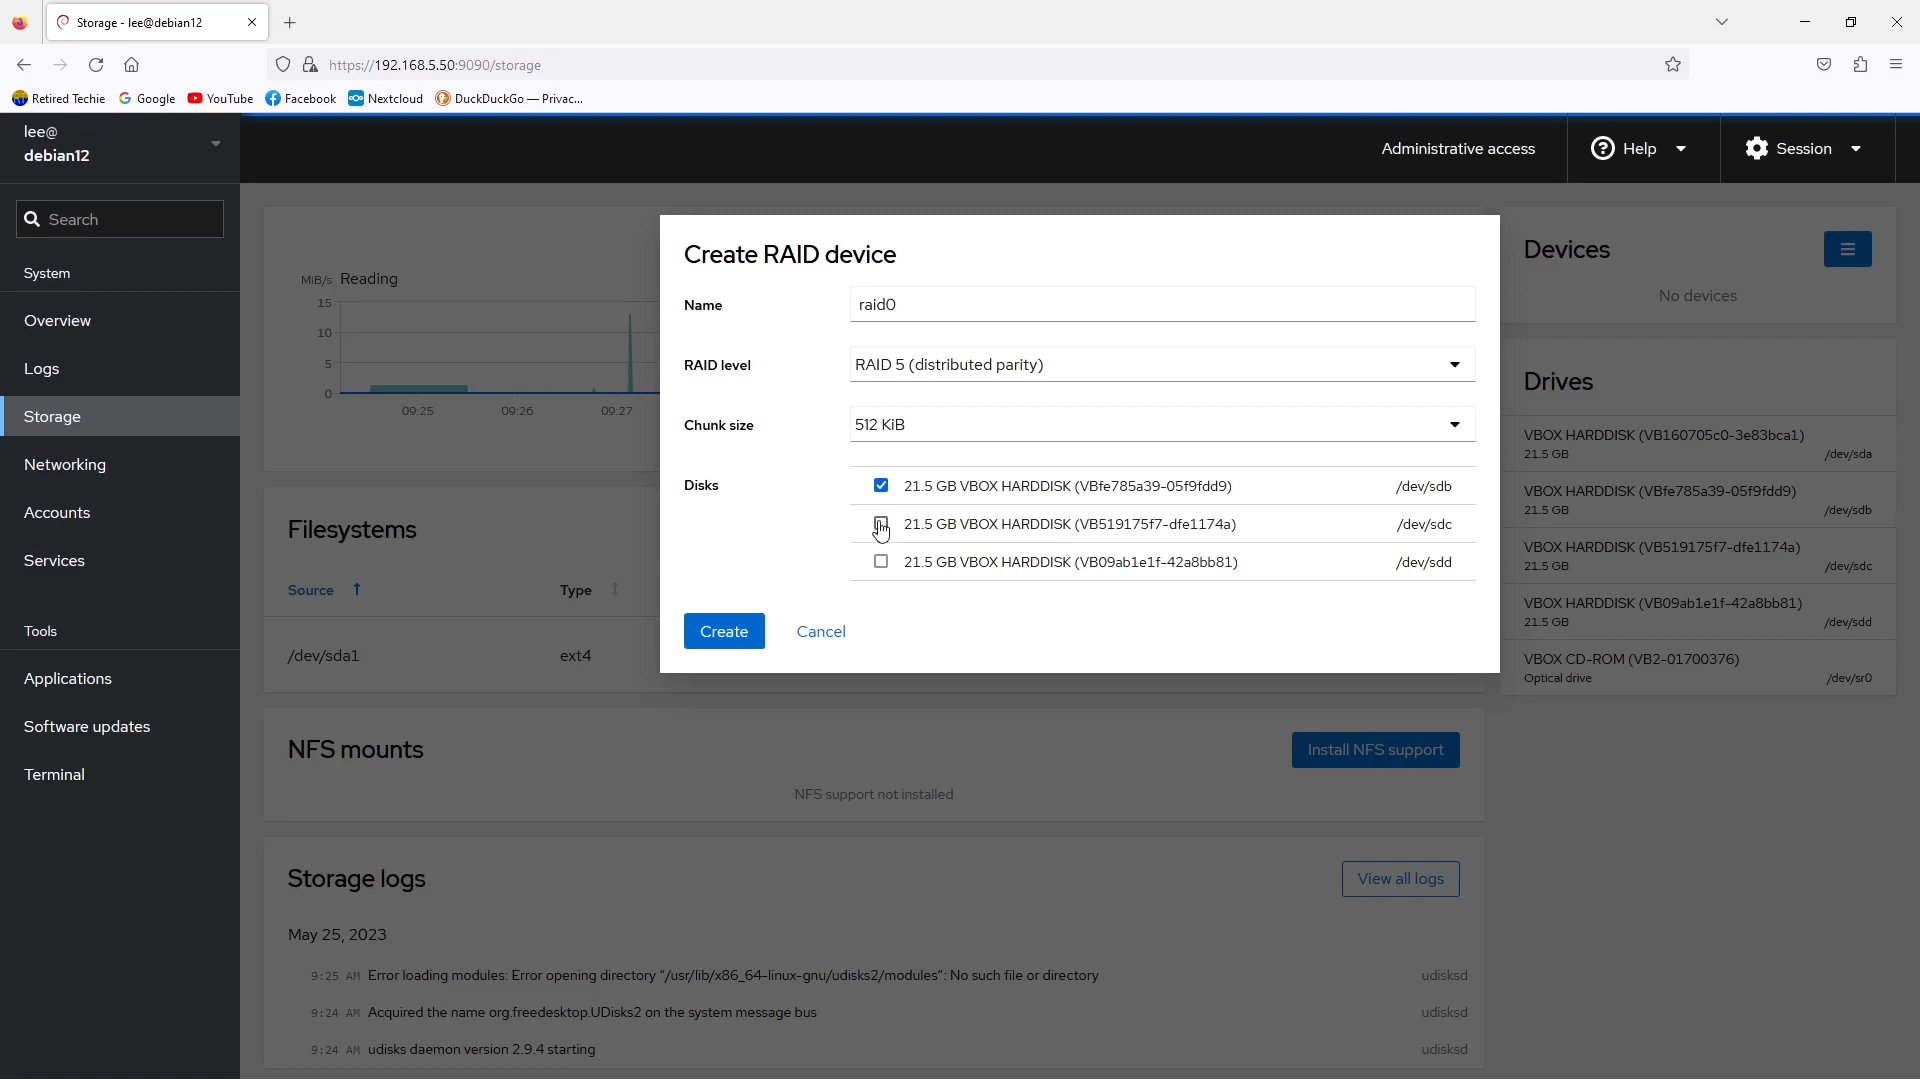 Storage - lee@debian12
https://192.168.5.50:9090/storage
Retired Techie
Google
YouTube
Facebook
Nextcloud
DuckDuckGo — Privac...
lee@
debian12
Administrative access
Help
Session
Search
System
Overview
Logs
Storage
Networking
Accounts
Services
Tools
Applications
Software updates
Terminal
MiB/s Reading
15
10
5
0
09:25
09:26
09:27
Create RAID device
Name
raid0
RAID level
RAID 5 (distributed parity)
Chunk size
512 KiB
Disks
21.5 GB VBOX HARDDISK (VBfe785a39-05f9fdd9) /dev/sdb
21.5 GB VBOX HARDDISK (VB519175f7-dfe1174a) /dev/sdc
21.5 GB VBOX HARDDISK (VB09ab1e1f-42a8bb81) /dev/sdd
Create
Cancel
Devices
No devices
Drives
VBOX HARDDISK (VB160705c0-3e83bca1)
21.5 GB /dev/sda
VBOX HARDDISK (VBfe785a39-05f9fdd9)
21.5 GB /dev/sdb
VBOX HARDDISK (VB519175f7-dfe1174a)
21.5 GB /dev/sdc
VBOX HARDDISK (VB09ab1e1f-42a8bb81)
21.5 GB /dev/sdd
VBOX CD-ROM (VB2-01700376)
Optical drive /dev/sr0
Filesystems
Source
Type
/dev/sda1
ext4
NFS mounts
Install NFS support
NFS support not installed
Storage logs
View all logs
May 25, 2023
9:25 AM Error loading modules: Error opening directory "/usr/lib/x86_64-linux-gnu/udisks2/modules": No such file or directory udisksd
9:24 AM Acquired the name org.freedesktop.UDisks2 on the system message bus udisksd
9:24 AM udisks daemon version 2.9.4 starting udisksd